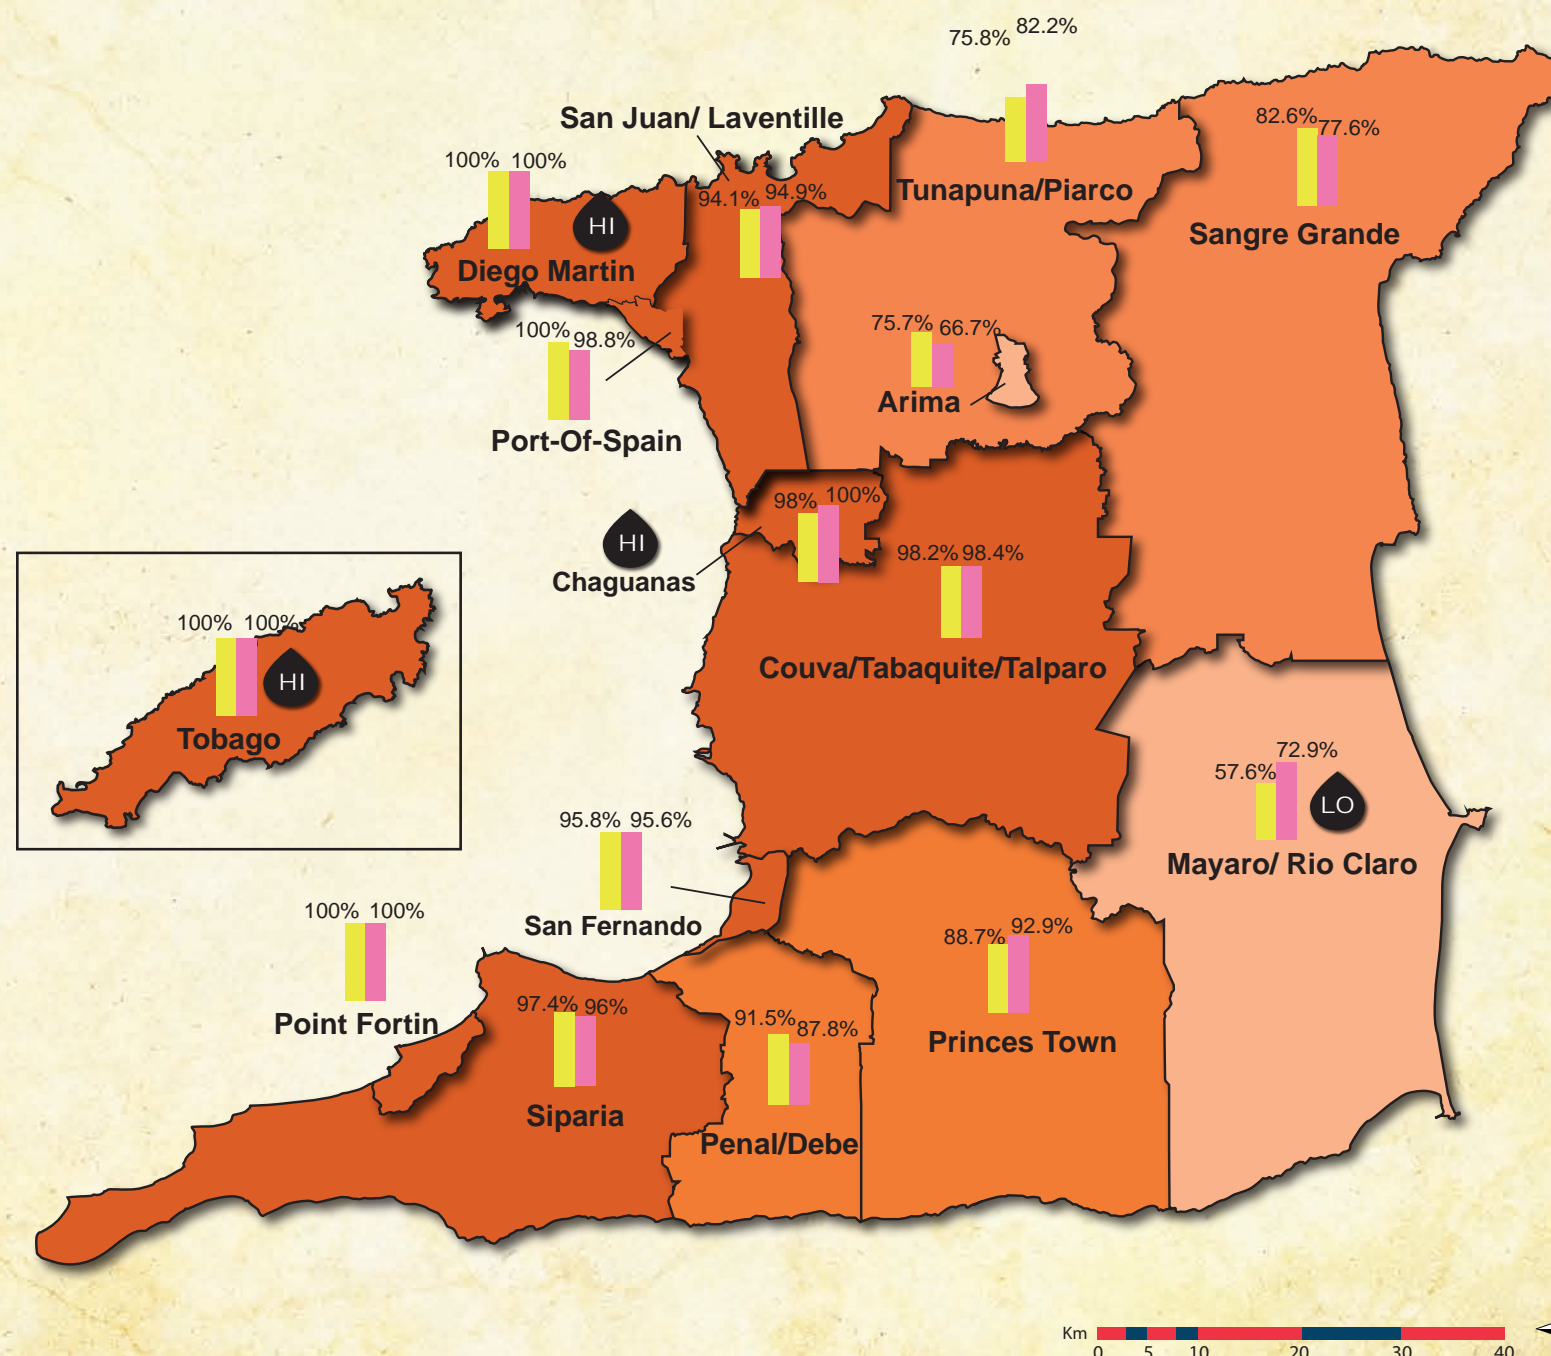 75.8% 82.2%
San Juan/ Laventille
82.6% 77.6%
100% 100%
94.1% 94.9%
Tunapuna/Piarco
HI
Sangre Grande
Diego Martin
75.7% 66.7%
100% 98.8%
Arima
Port-Of-Spain
98% 100%
HI
98.2% 98.4%
Chaguanas
100% 100%
Couva/Tabaquite/Talparo
HI
Tobago
72.9%
57.6%
LO
95.8% 95.6%
Mayaro/ Rio Claro
100% 100%
San Fernando
88.7% 92.9%
97.4% 96%
Point Fortin
91.5% 87.8%
Princes Town
Siparia
Penal/Debe
Km
0 5 10 20 30 40